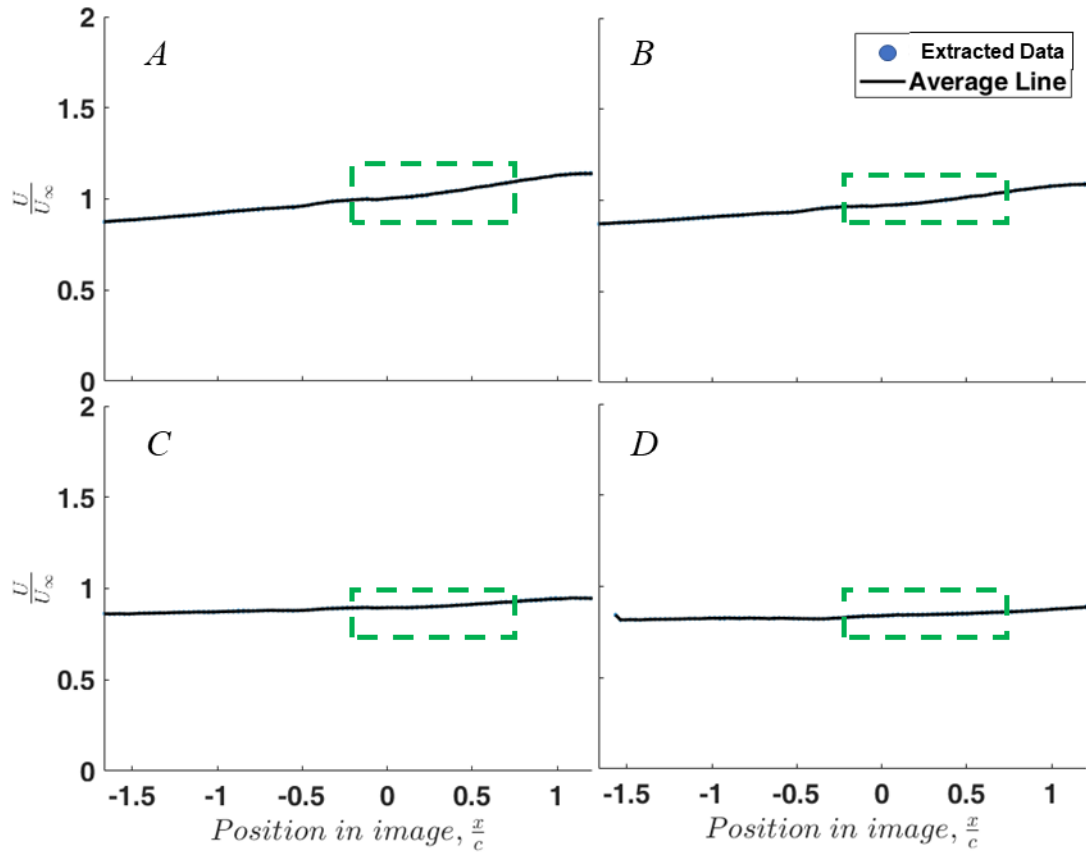 2
A
B
Extracted Data
Average Line
1.5
1
0.5
0
U/U∞
2
C
D
1.5
1
0.5
0
U/U∞
-1.5 -1 -0.5 0 0.5 1
-1.5 -1 -0.5 0 0.5 1
Position in image, x/c
Position in image, x/c